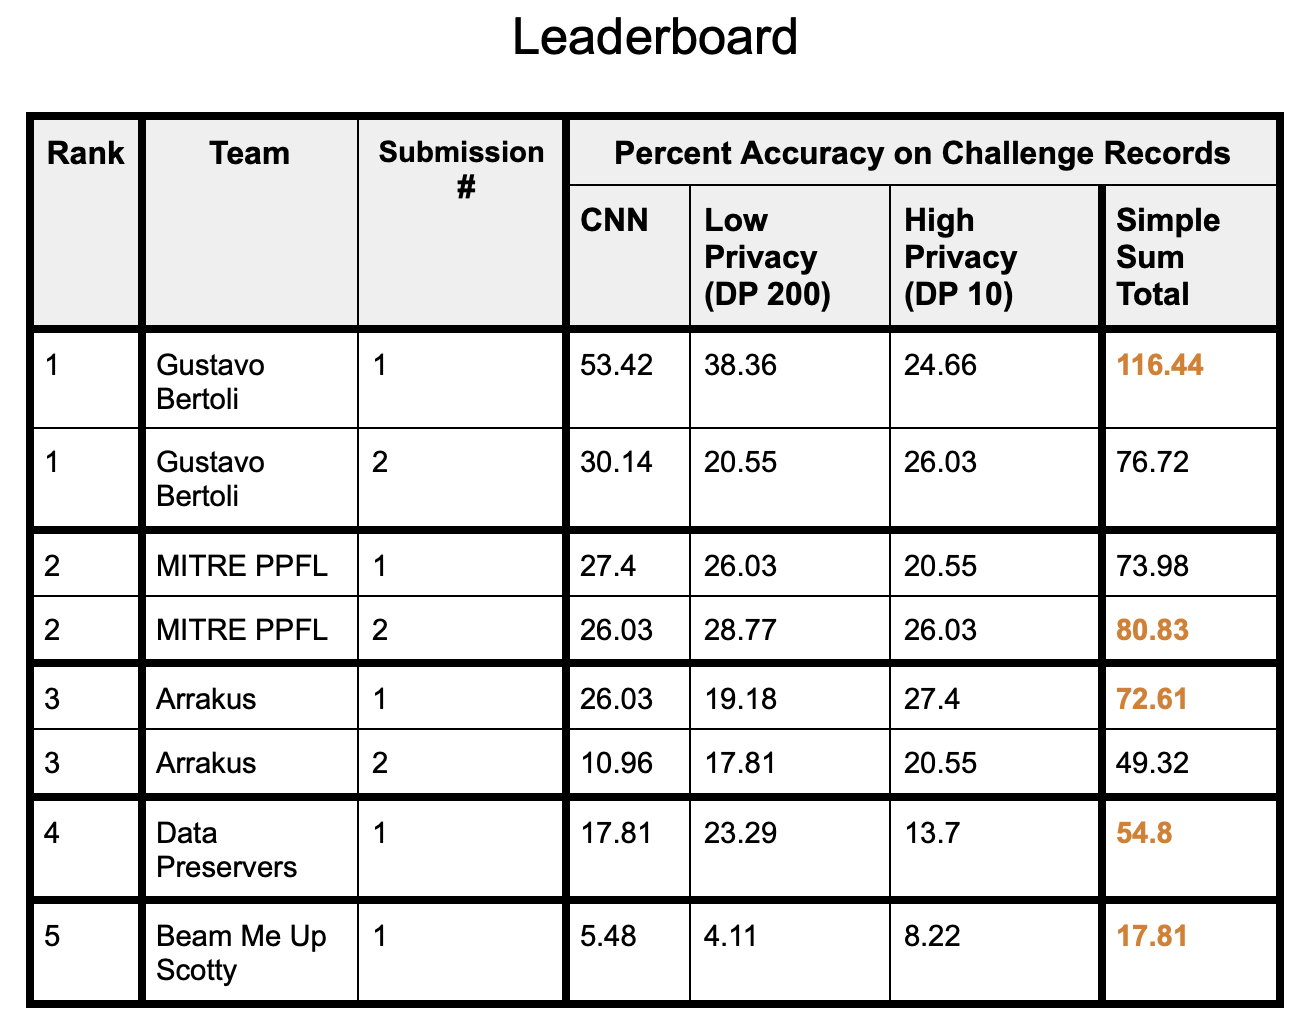 Leaderboard
Rank Team Submission # Percent Accuracy on Challenge Records
CNN Low Privacy (DP 200) High Privacy (DP 10) Simple Sum Total
1 Gustavo Bertoli 1 53.42 38.36 24.66 116.44
1 Gustavo Bertoli 2 30.14 20.55 26.03 76.72
2 MITRE PPFL 1 27.4 26.03 20.55 73.98
2 MITRE PPFL 2 26.03 28.77 26.03 80.83
3 Arrakus 1 26.03 19.18 27.4 72.61
3 Arrakus 2 10.96 17.81 20.55 49.32
4 Data Preservers 1 17.81 23.29 13.7 54.8
5 Beam Me Up Scotty 1 5.48 4.11 8.22 17.81